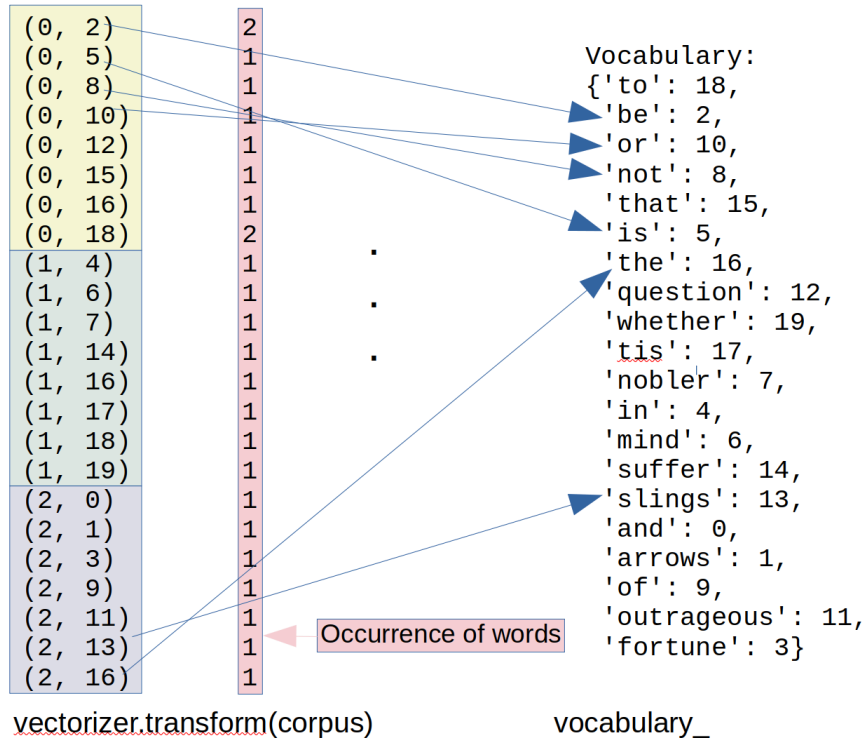 (0, 2) 2
(0, 5) 1
(0, 8) 1
(0, 10) 1
(0, 12) 1
(0, 15) 1
(0, 16) 1
(0, 18) 2
(1, 4) 1
(1, 6) 1
(1, 7) 1
(1, 14) 1
(1, 16) 1
(1, 17) 1
(1, 18) 1
(1, 19) 1
(2, 0) 1
(2, 1) 1
(2, 3) 1
(2, 9) 1
(2, 11) 1
(2, 13) 1
(2, 16) 1
.
.
.
Occurrence of words
vectorizer.transform(corpus)
Vocabulary:
{'to': 18,
'be': 2,
'or': 10,
'not': 8,
'that': 15,
'is': 5,
'the': 16,
'question': 12,
'whether': 19,
'tis': 17,
'nobler': 7,
'in': 4,
'mind': 6,
'suffer': 14,
'slings': 13,
'and': 0,
'arrows': 1,
'of': 9,
'outrageous': 11,
'fortune': 3}
vocabulary_